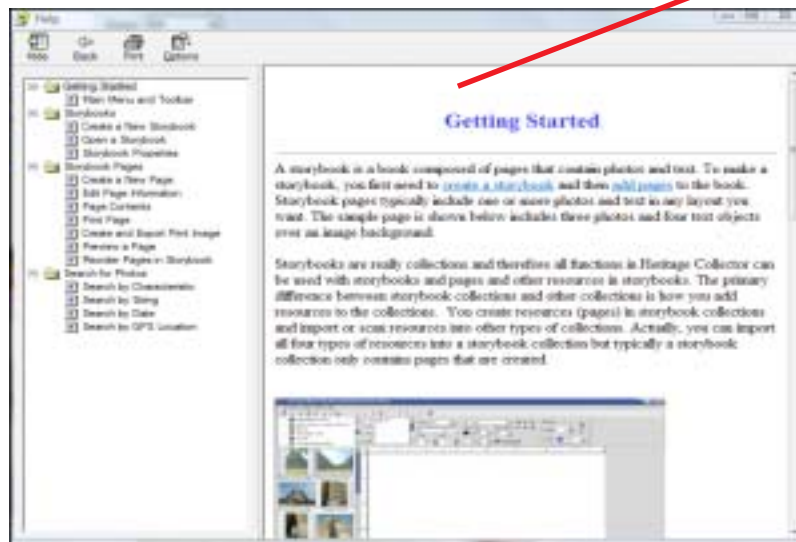 Help
Hide Back Print Options
Getting Started
Main Menu and Toolbar
Storybooks
Create a New Storybook
Open a Storybook
Storybook Properties
Storybook Pages
Create a New Page
Edit Page Information
Page Contents
Print Page
Create and Export Print Image
Preview a Page
Reorder Pages in Storybook
Search for Photos
Search by Characteristic
Search by String
Search by Date
Search by GPS Location
Getting Started
A storybook is a book composed of pages that contain photos and text. To make a
storybook, you first need to create a storybook and then add pages to the book.
Storybook pages typically include one or more photos and text in any layout you
want. The sample page is shown below includes three photos and four text objects
over an image background.
Storybooks are really collections and therefore all functions in Heritage Collector can
be used with storybooks and pages and other resources in storybooks. The primary
difference between storybook collections and other collections is how you add
resources to the collections. You create resources (pages) in storybook collections
and import or scan resources into other types of collections. Actually, you can import
all four types of resources into a storybook collection but typically a storybook
collection only contains pages that are created.